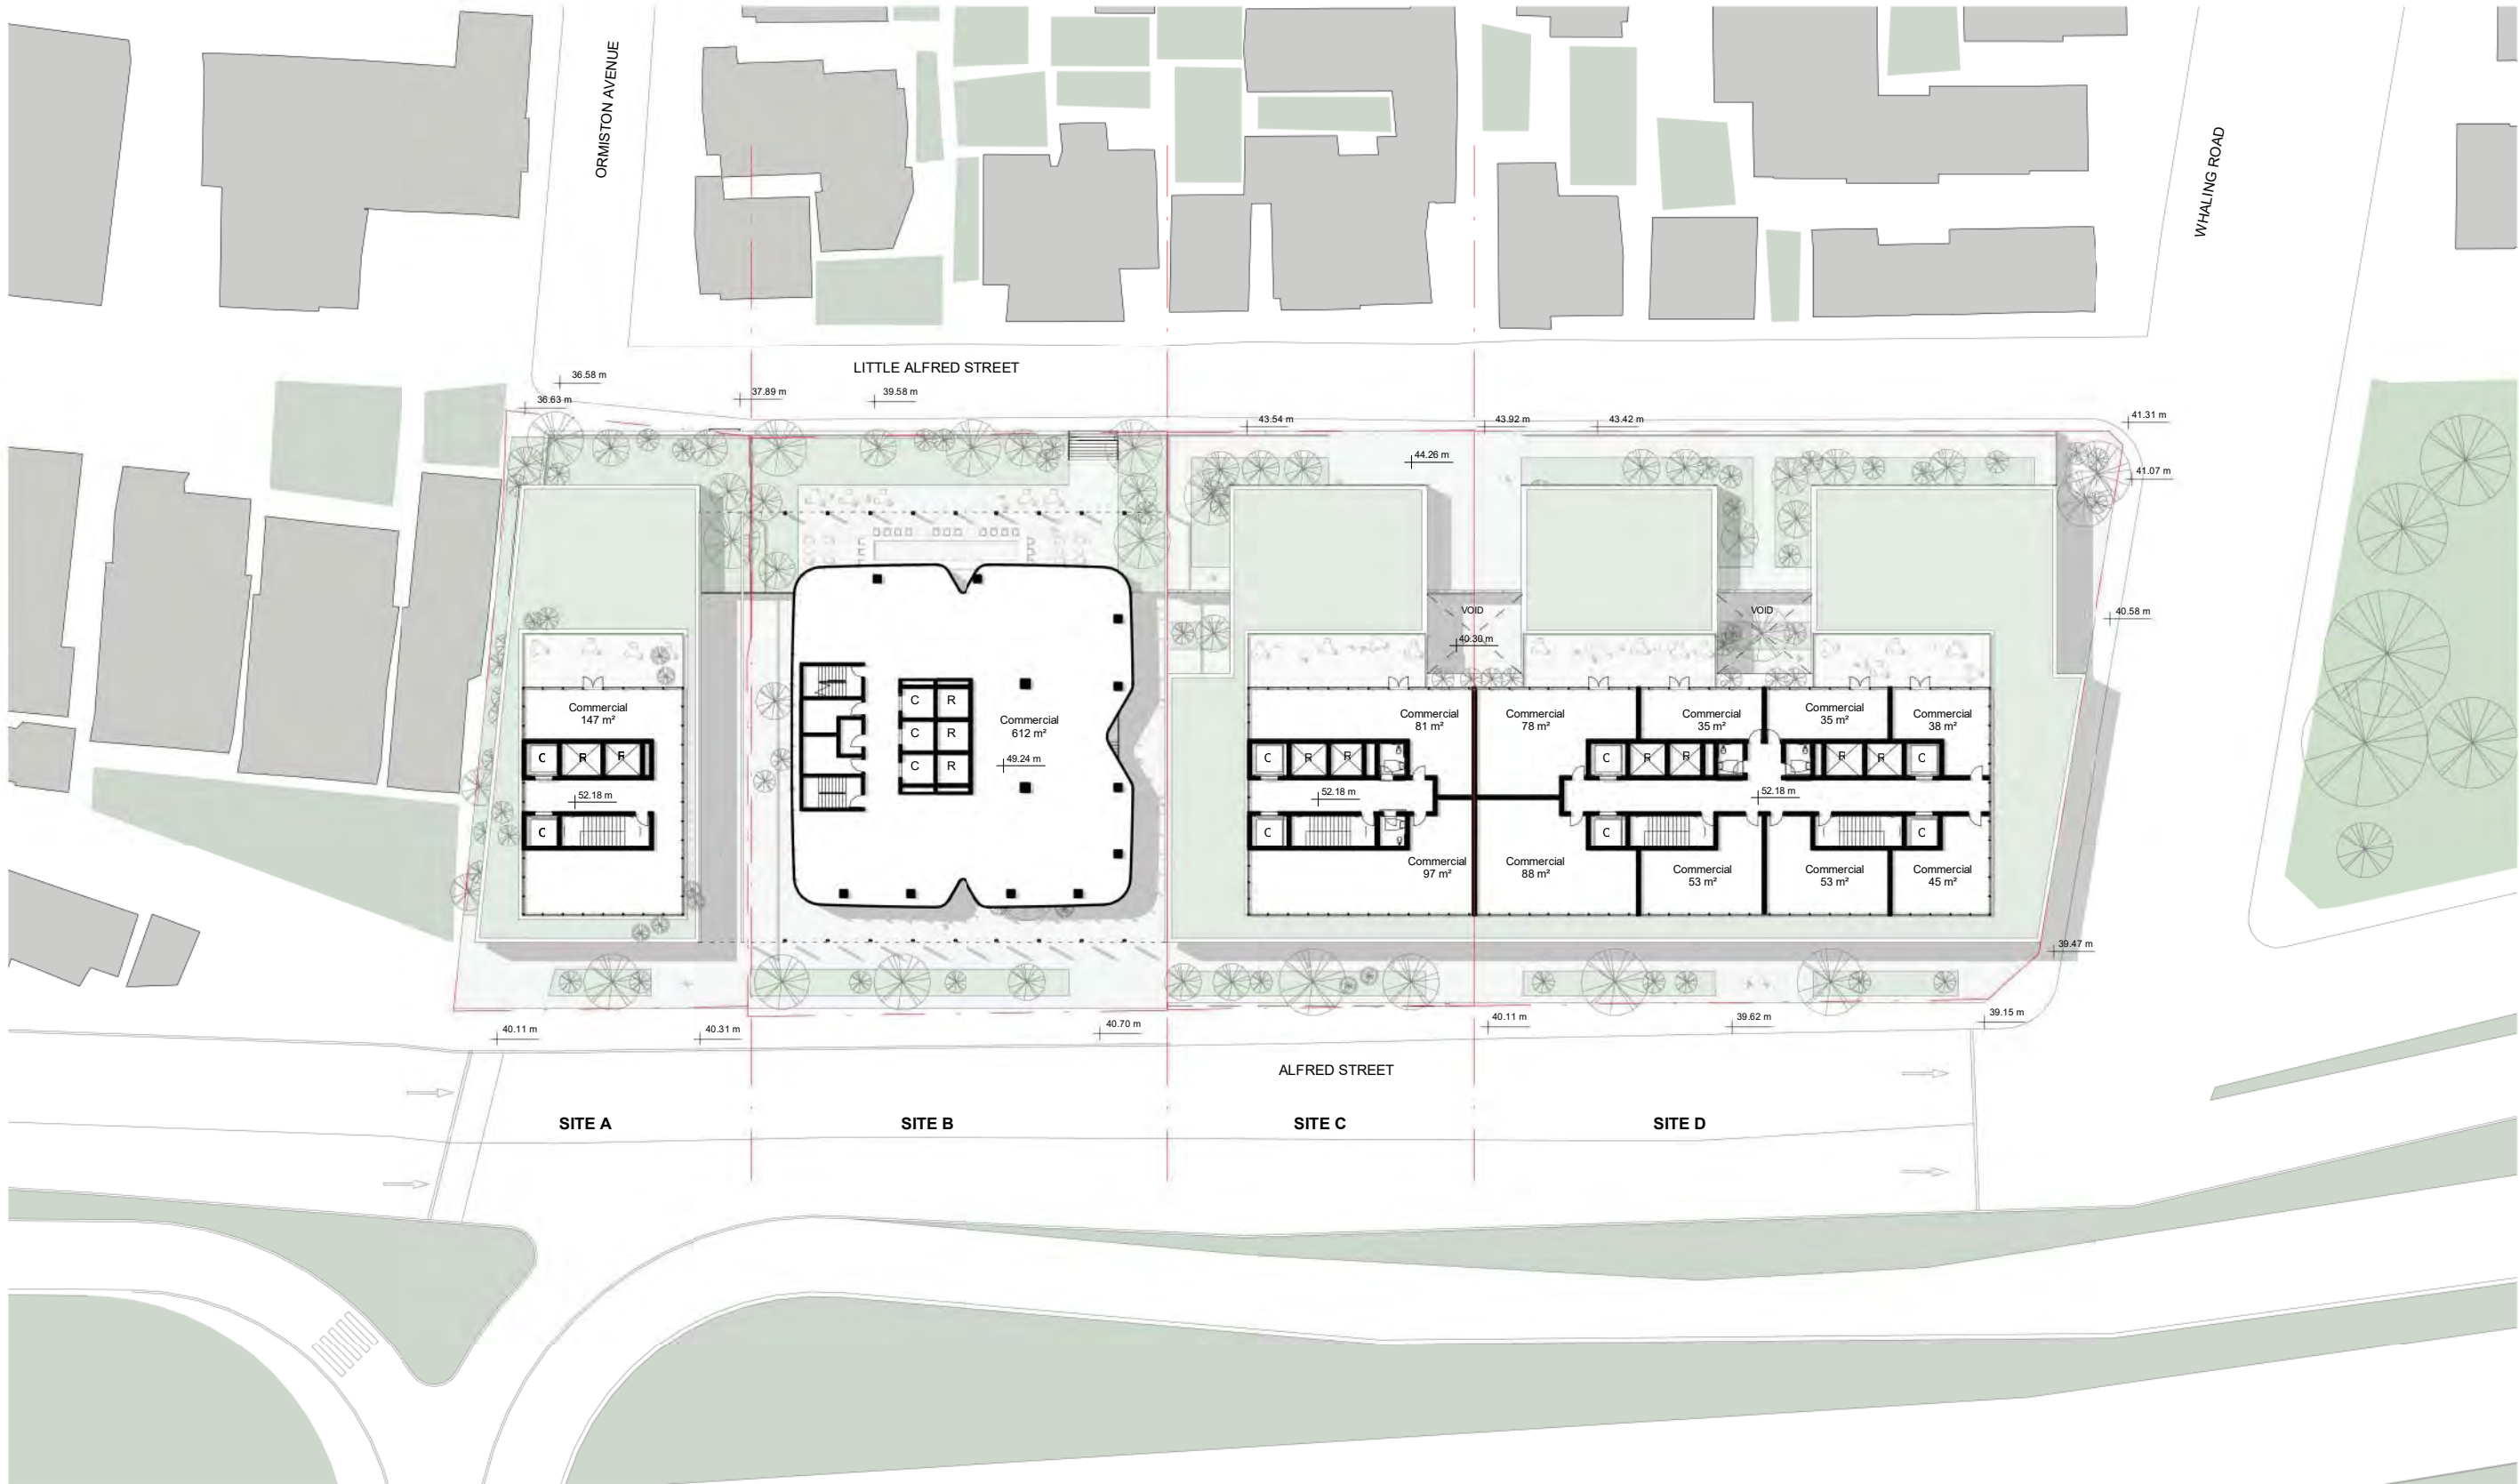 ORMISTON AVENUE
WHALING ROAD
LITTLE ALFRED STREET
36.58 m
36.63 m
37.89 m
39.58 m
43.54 m
43.92 m
43.42 m
41.31 m
44.26 m
41.07 m
VOID
VOID
40.30 m
40.58 m
Commercial
147 m²
C
R
R
52.18 m
C
C
R
C
R
C
R
Commercial
612 m²
49.24 m
Commercial
81 m²
C
R
R
52.18 m
C
Commercial
97 m²
Commercial
78 m²
Commercial
35 m²
Commercial
35 m²
Commercial
38 m²
C
R
R
R
R
C
52.18 m
C
C
Commercial
88 m²
Commercial
53 m²
Commercial
53 m²
Commercial
45 m²
39.47 m
40.11 m
40.31 m
40.70 m
40.11 m
39.62 m
39.15 m
ALFRED STREET
SITE A
SITE B
SITE C
SITE D